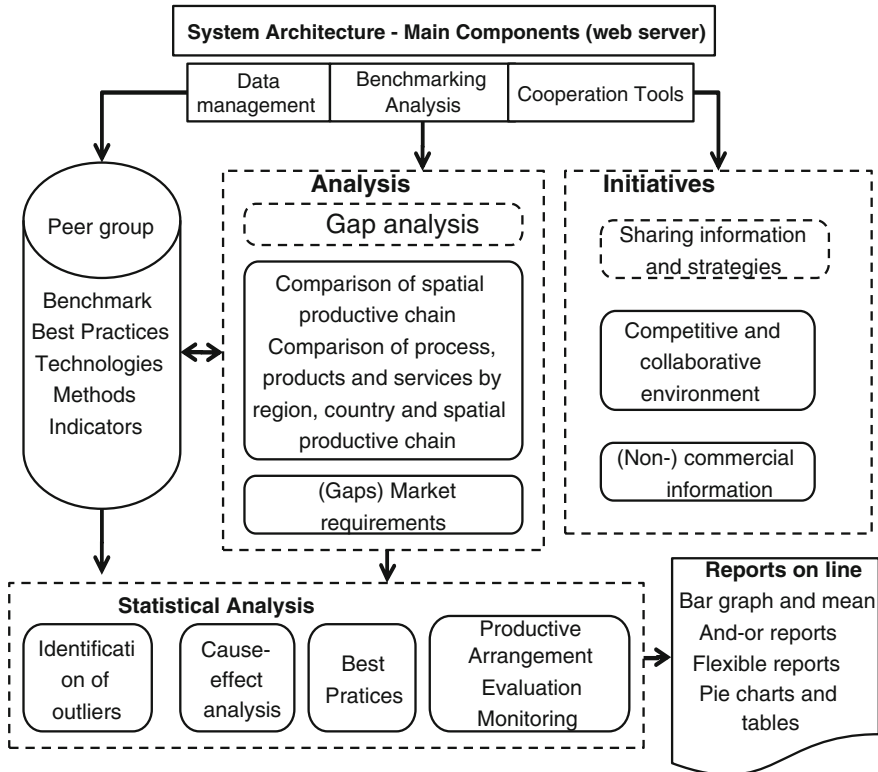 System Architecture - Main Components (web server)
Data
management
Benchmarking
Analysis
Cooperation Tools
Peer group
Benchmark
Best Practices
Technologies
Methods
Indicators
Analysis
Gap analysis
Comparison of spatial
productive chain
Comparison of process,
products and services by
region, country and spatial
productive chain
(Gaps) Market
requirements
Initiatives
Sharing information
and strategies
Competitive and
collaborative
environment
(Non-) commercial
information
Statistical Analysis
Identificati
on of
outliers
Cause-
effect
analysis
Best
Pratices
Productive
Arrangement
Evaluation
Monitoring
Reports on line
Bar graph and mean
And-or reports
Flexible reports
Pie charts and
tables